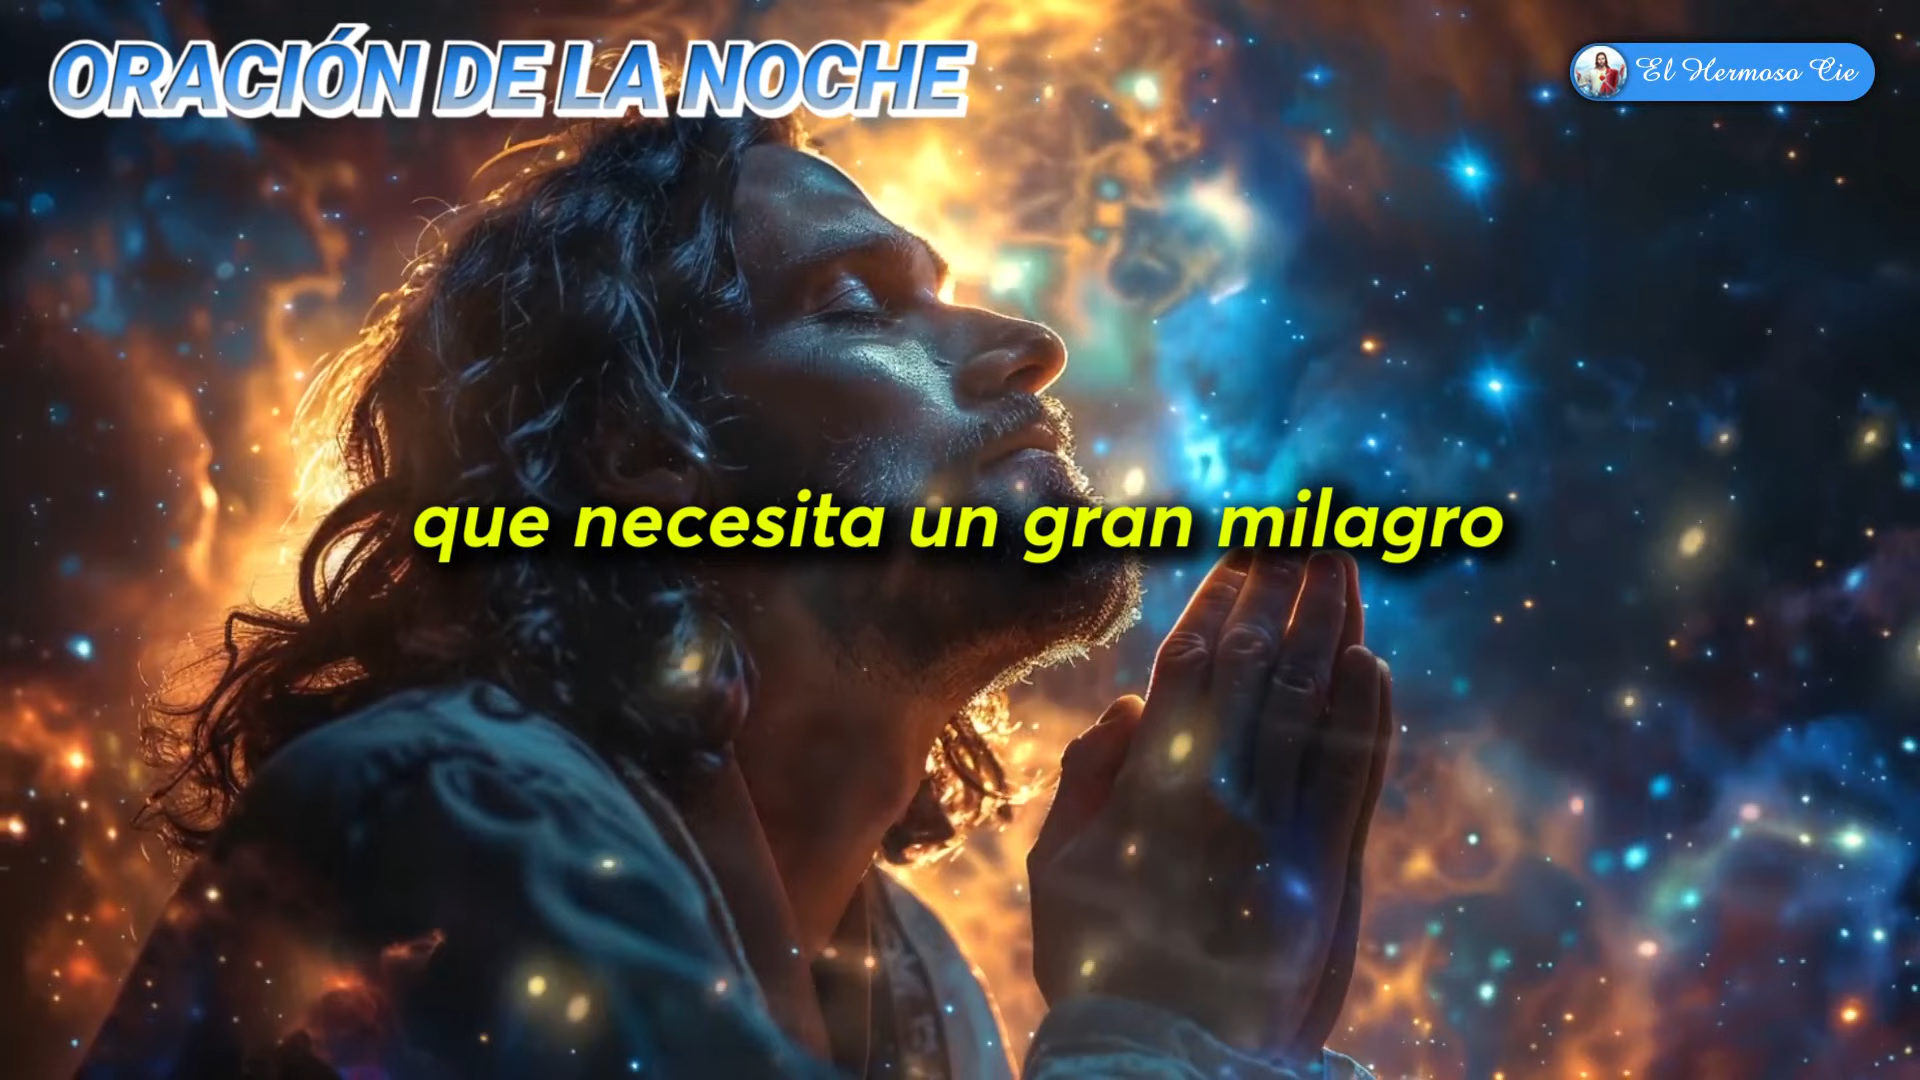 ORACIÓN DE LA NOCHE
El Hermoso Cie
que necesita un gran milagro